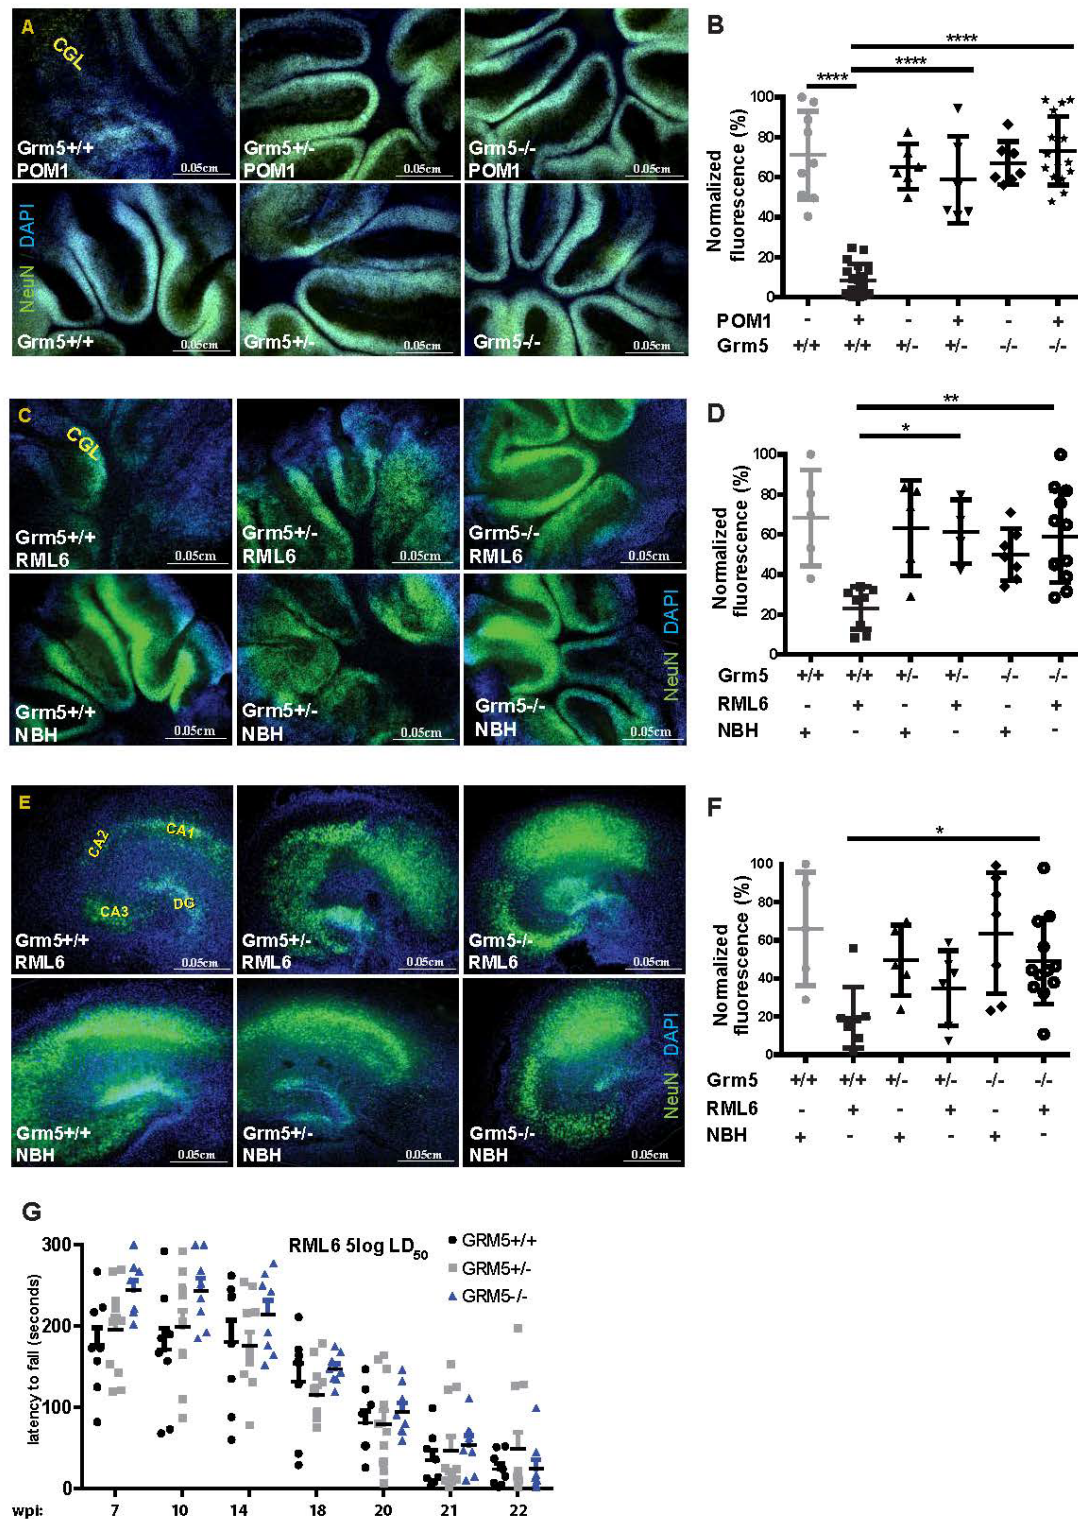 A
CGL
Grm5+/+
POM1
0.05cm
Grm5+/-
POM1
0.05cm
Grm5-/-
POM1
0.05cm
NeuN / DAPI
Grm5+/+
0.05cm
Grm5+/-
0.05cm
Grm5-/-
0.05cm
B
****
****
****
Normalized
fluorescence (%)
100
80
60
40
20
0
POM1 - + - + - +
Grm5 +/+ +/+ +/- +/- -/- -/-
C
CGL
Grm5+/+
RML6
0.05cm
Grm5+/-
RML6
0.05cm
Grm5-/-
RML6
0.05cm
Grm5+/+
NBH
0.05cm
Grm5+/-
NBH
0.05cm
Grm5-/-
NBH
0.05cm
NeuN / DAPI
D
**
*
Normalized
fluorescence (%)
100
80
60
40
20
0
Grm5 +/+ +/+ +/- +/- -/- -/-
RML6 - + - + - +
NBH + - + - + -
E
CA2
CA1
CA3
DG
Grm5+/+
RML6
0.05cm
Grm5+/-
RML6
0.05cm
Grm5-/-
RML6
0.05cm
Grm5+/+
NBH
0.05cm
Grm5+/-
NBH
0.05cm
Grm5-/-
NBH
0.05cm
NeuN / DAPI
F
*
Normalized
fluorescence (%)
100
80
60
40
20
0
Grm5 +/+ +/+ +/- +/- -/- -/-
RML6 - + - + - +
NBH + - + - + -
G
RML6 5log LD50
GRM5+/+
GRM5+/-
GRM5-/-
latency to fall (seconds)
300
200
100
0
wpi: 7 10 14 18 20 21 22